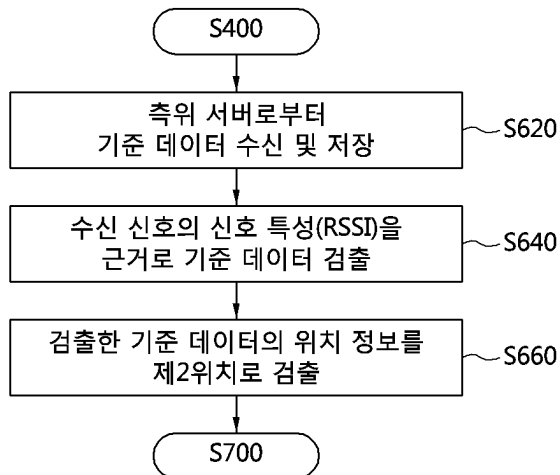 S400
측위 서버로부터
기준 데이터 수신 및 저장
S620
수신 신호의 신호 특성(RSSI)을
근거로 기준 데이터 검출
S640
검출한 기준 데이터의 위치 정보를
제2위치로 검출
S660
S700